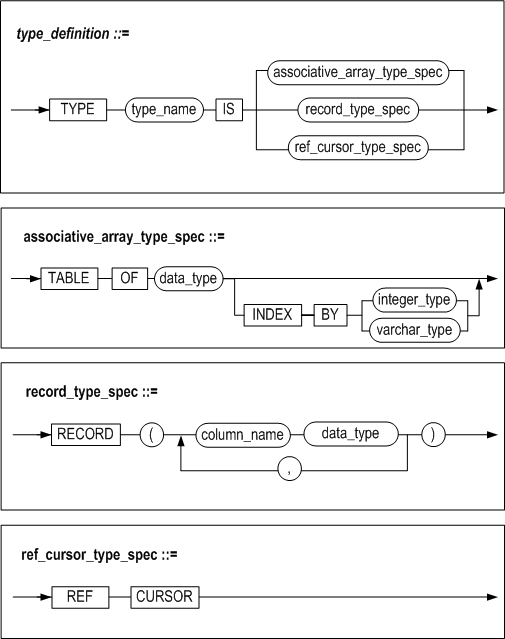 type_definition ::=
associative_array_type_spec
TYPE type_name IS record_type_spec
ref_cursor_type_spec
associative_array_type_spec ::=
TABLE OF data_type
INDEX BY integer_type
varchar_type
record_type_spec ::=
RECORD ( column_name data_type )
,
ref_cursor_type_spec ::=
REF CURSOR